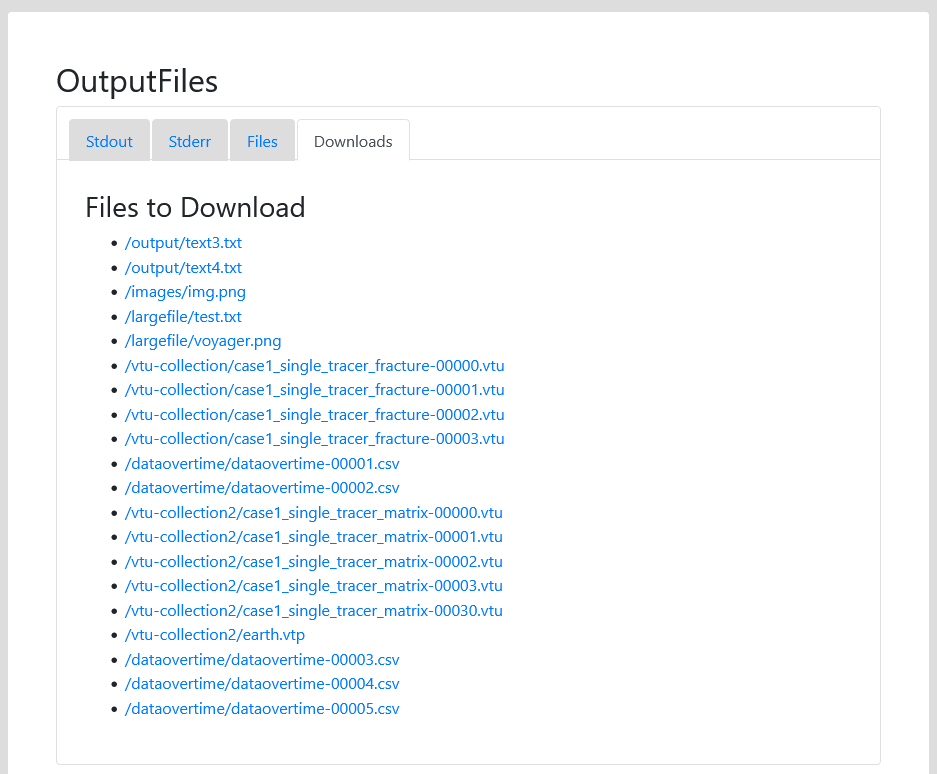 OutputFiles
Stdout Stderr Files Downloads
Files to Download
/output/text3.txt
/output/text4.txt
/images/img.png
/largefile/test.txt
/largefile/voyager.png
/vtu-collection/case1_single_tracer_fracture-00000.vtu
/vtu-collection/case1_single_tracer_fracture-00001.vtu
/vtu-collection/case1_single_tracer_fracture-00002.vtu
/vtu-collection/case1_single_tracer_fracture-00003.vtu
/dataovertime/dataovertime-00001.csv
/dataovertime/dataovertime-00002.csv
/vtu-collection2/case1_single_tracer_matrix-00000.vtu
/vtu-collection2/case1_single_tracer_matrix-00001.vtu
/vtu-collection2/case1_single_tracer_matrix-00002.vtu
/vtu-collection2/case1_single_tracer_matrix-00003.vtu
/vtu-collection2/case1_single_tracer_matrix-00030.vtu
/vtu-collection2/earth.vtp
/dataovertime/dataovertime-00003.csv
/dataovertime/dataovertime-00004.csv
/dataovertime/dataovertime-00005.csv